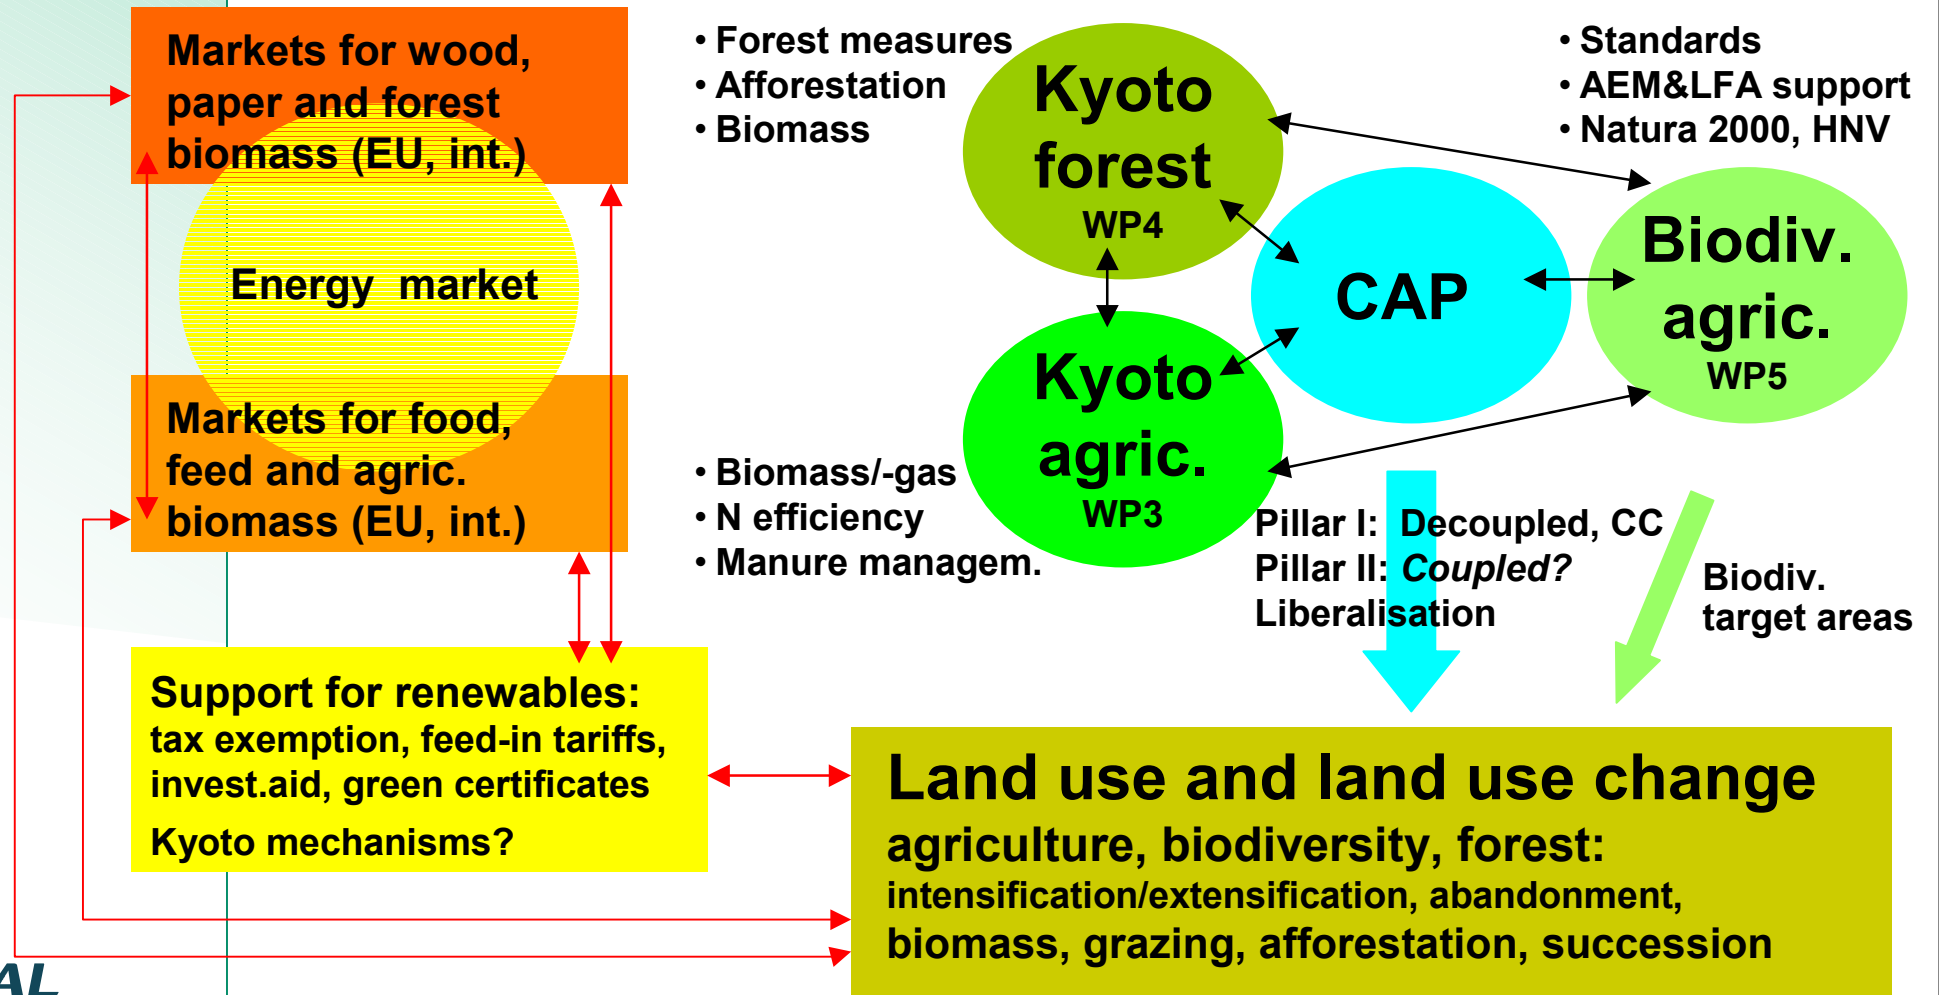 Markets for wood,
paper and forest
biomass (EU, int.)
Energy market
Markets for food,
feed and agric.
biomass (EU, int.)
Support for renewables:
tax exemption, feed-in tariffs,
invest.aid, green certificates
Kyoto mechanisms?
• Forest measures
• Afforestation
• Biomass
Kyoto
forest
WP4
• Standards
• AEM&LFA support
• Natura 2000, HNV
CAP
Biodiv.
agric.
WP5
Kyoto
agric.
WP3
• Biomass/-gas
• N efficiency
• Manure managem.
Pillar I: Decoupled, CC
Pillar II: Coupled?
Liberalisation
Biodiv.
target areas
Land use and land use change
agriculture, biodiversity, forest:
intensification/extensification, abandonment,
biomass, grazing, afforestation, succession
AL